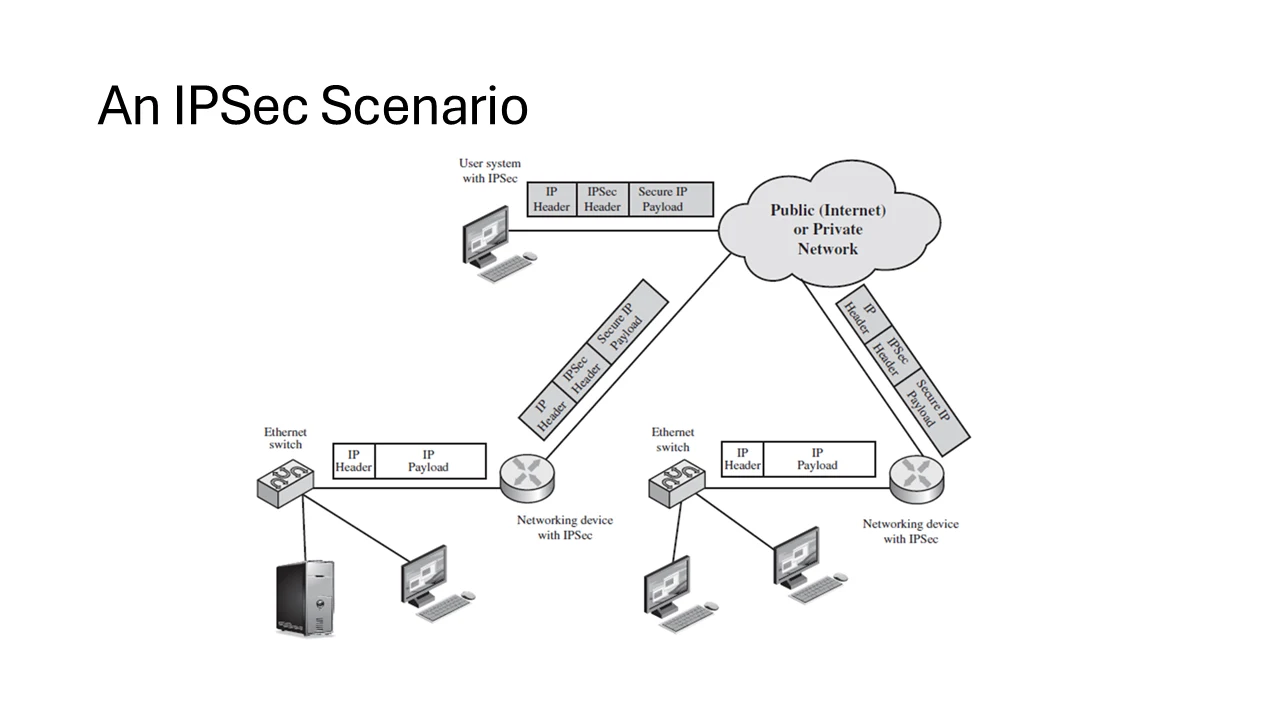 An IPSec Scenario
User system
with IPSec
IP
Header
IPSec
Header
Secure IP
Payload
Public (Internet)
or Private
Network
IP
Header
IPSec
Header
Secure IP
Payload
IP
Header
IPSec
Header
Secure IP
Payload
Ethernet
switch
IP
Header
IP
Payload
Networking device
with IPSec
Ethernet
switch
IP
Header
IP
Payload
Networking device
with IPSec